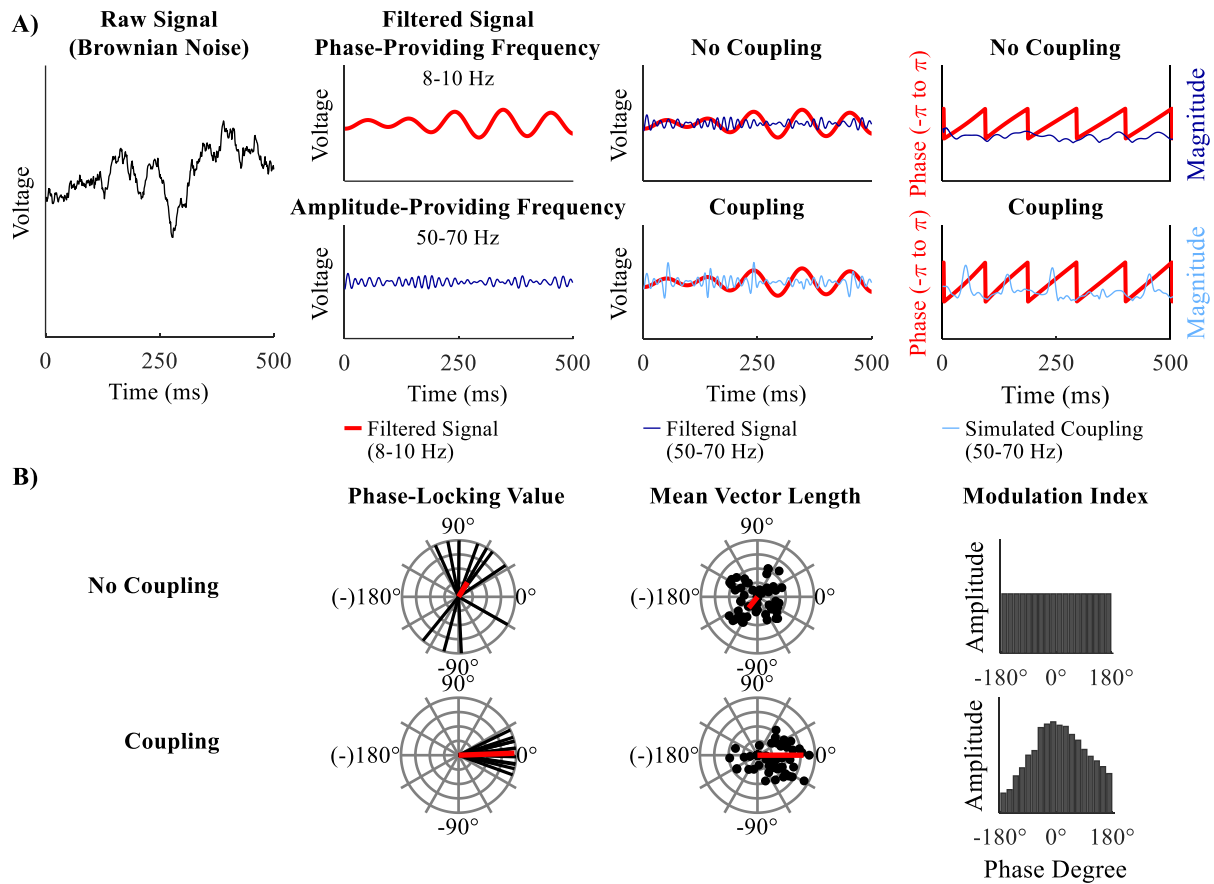 A)
Raw Signal
(Brownian Noise)
Voltage
0 250 500
Time (ms)
Filtered Signal
Phase-Providing Frequency
8-10 Hz
Voltage
Amplitude-Providing Frequency
50-70 Hz
Voltage
0 250 500
Time (ms)
No Coupling
Voltage
Coupling
Voltage
0 250 500
Time (ms)
No Coupling
Phase (-π to π)
Magnitude
Coupling
Phase (-π to π)
Magnitude
0 250 500
Time (ms)
Filtered Signal
(8-10 Hz)
Filtered Signal
(50-70 Hz)
Simulated Coupling
(50-70 Hz)
B)
Phase-Locking Value
Mean Vector Length
Modulation Index
No Coupling
90°
(-)180° 0°
-90°
90°
(-)180° 0°
-90°
Amplitude
-180° 0° 180°
Coupling
90°
(-)180° 0°
-90°
90°
(-)180° 0°
-90°
Amplitude
-180° 0° 180°
Phase Degree